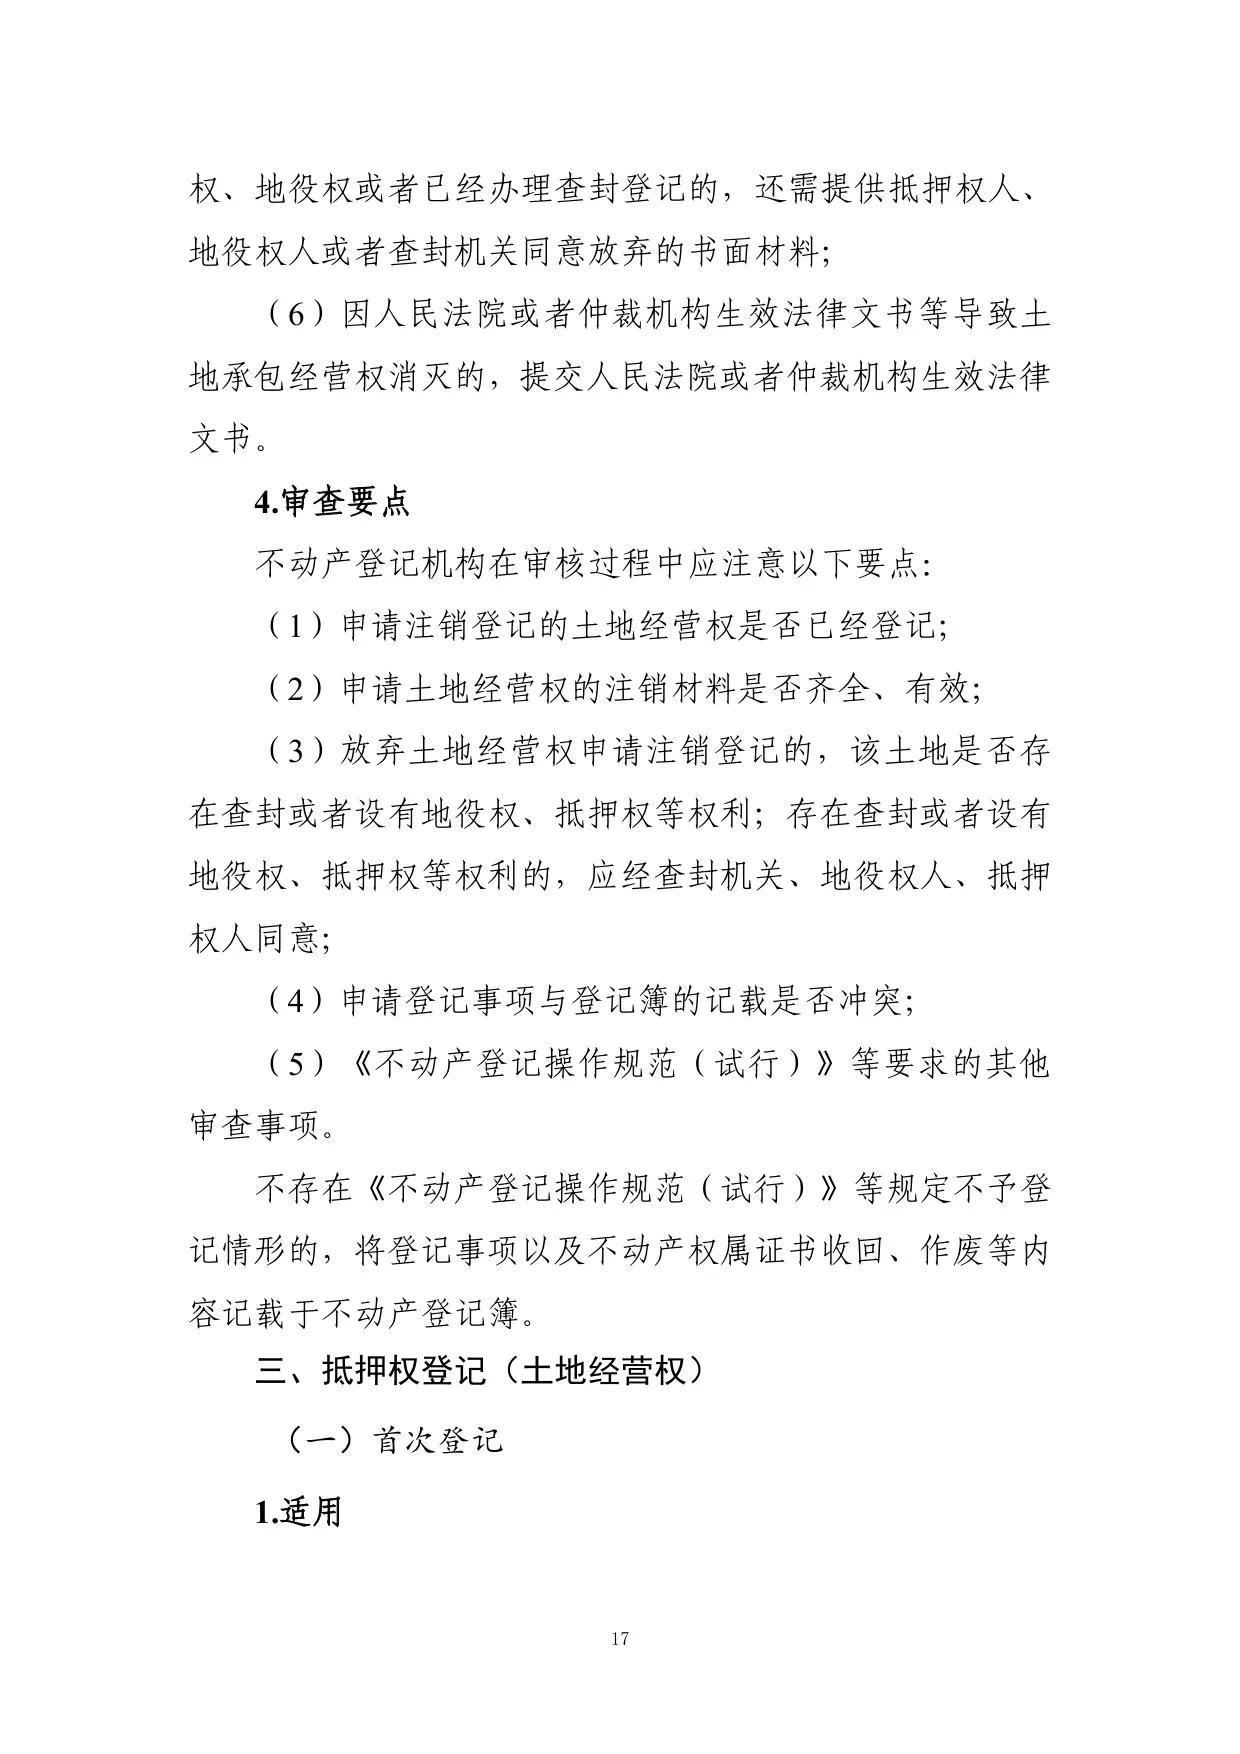 权、地役权或者已经办理查封登记的，还需提供抵押权人、
地役权人或者查封机关同意放弃的书面材料；
（6）因人民法院或者仲裁机构生效法律文书等导致土
地承包经营权消灭的，提交人民法院或者仲裁机构生效法律
文书。
4.审查要点
不动产登记机构在审核过程中应注意以下要点：
（1）申请注销登记的土地经营权是否已经登记；
（2）申请土地经营权的注销材料是否齐全、有效；
（3）放弃土地经营权申请注销登记的，该土地是否存
在查封或者设有地役权、抵押权等权利；存在查封或者设有
地役权、抵押权等权利的，应经查封机关、地役权人、抵押
权人同意；
（4）申请登记事项与登记簿的记载是否冲突；
（5）《不动产登记操作规范（试行）》等要求的其他
审查事项。
不存在《不动产登记操作规范（试行）》等规定不予登
记情形的，将登记事项以及不动产权属证书收回、作废等内
容记载于不动产登记簿。
三、抵押权登记（土地经营权）
（一）首次登记
1.适用
17